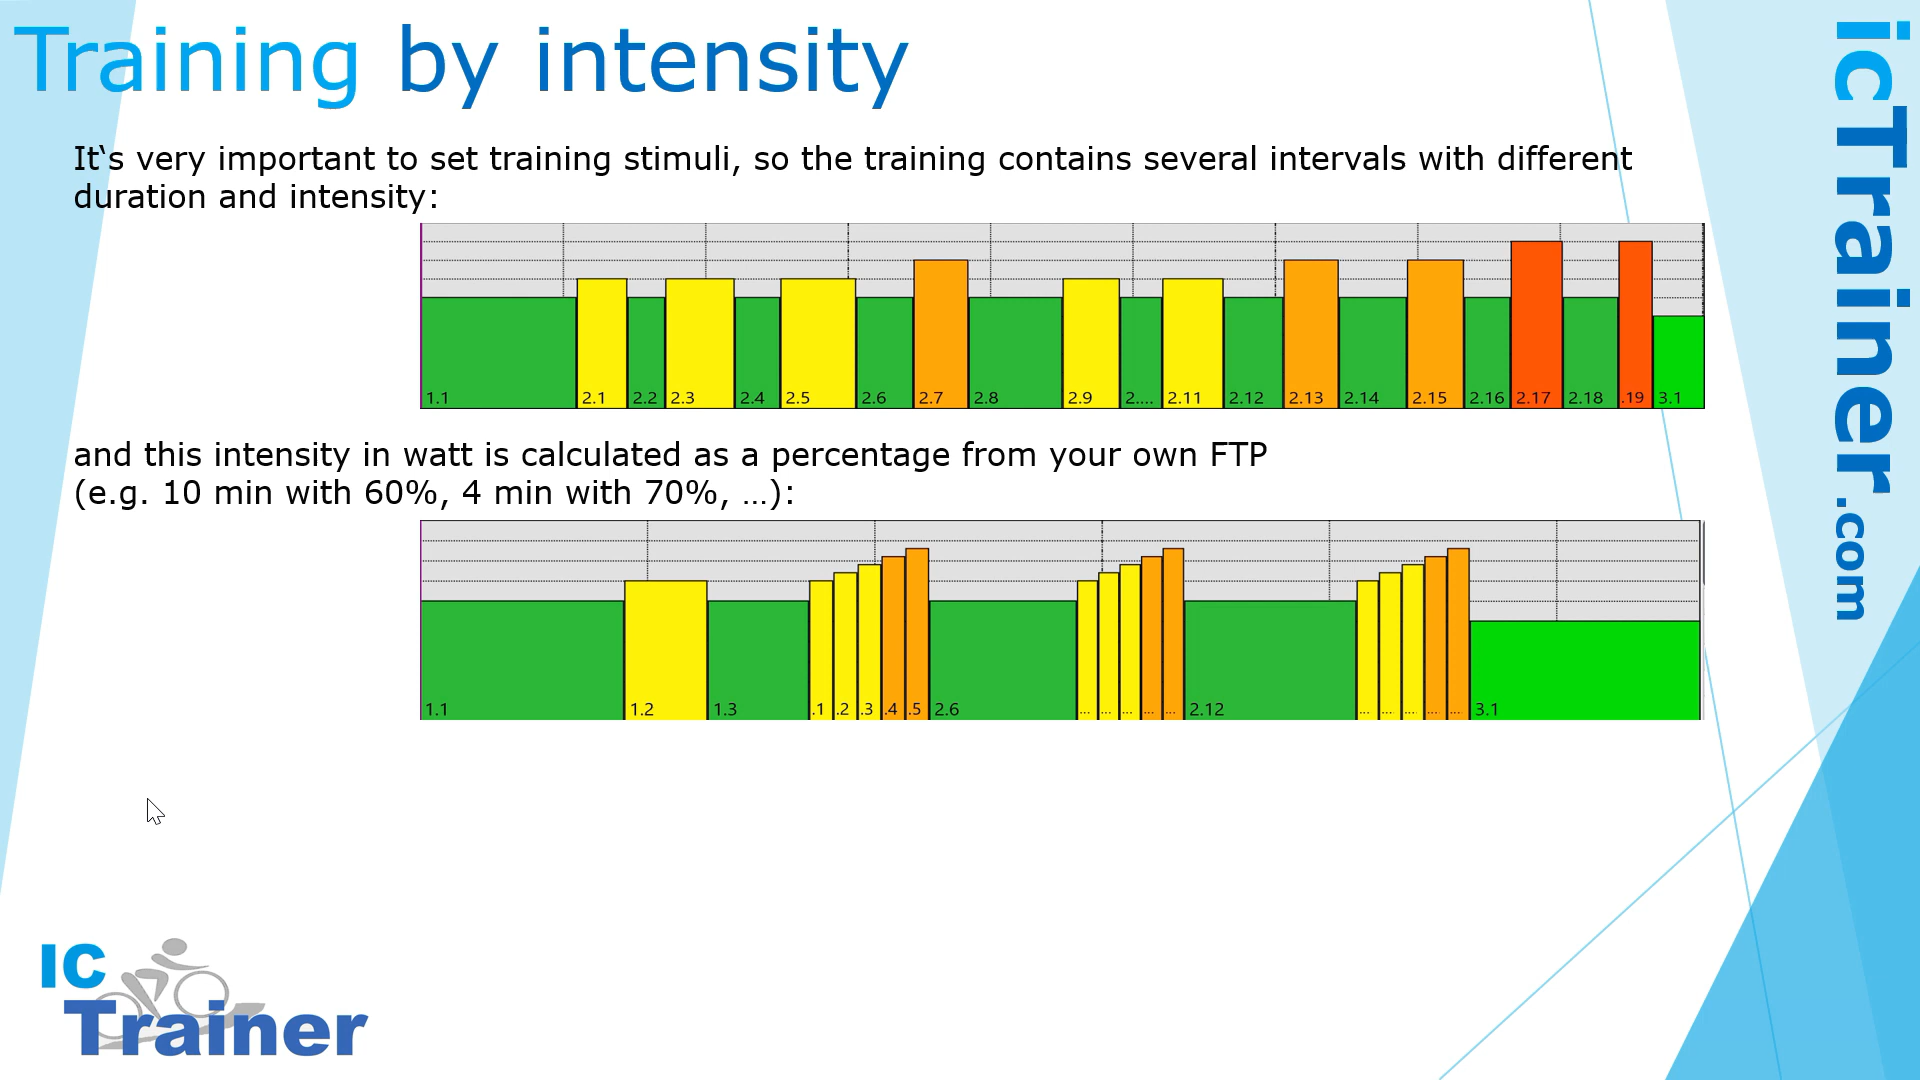 Training by intensity
It‘s very important to set training stimuli, so the training contains several intervals with different
duration and intensity:
1.1 2.1 2.2 2.3 2.4 2.5 2.6 2.7 2.8 2.9 2.... 2.11 2.12 2.13 2.14 2.15 2.16 2.17 2.18 .19 3.1
and this intensity in watt is calculated as a percentage from your own FTP
(e.g. 10 min with 60%, 4 min with 70%, …):
1.1 1.2 1.3 .1 .2 .3 .4 .5 2.6 ... ... ... ... ... 2.12 ... ... ... ... ... 3.1
icTrainer.com
IC
Trainer